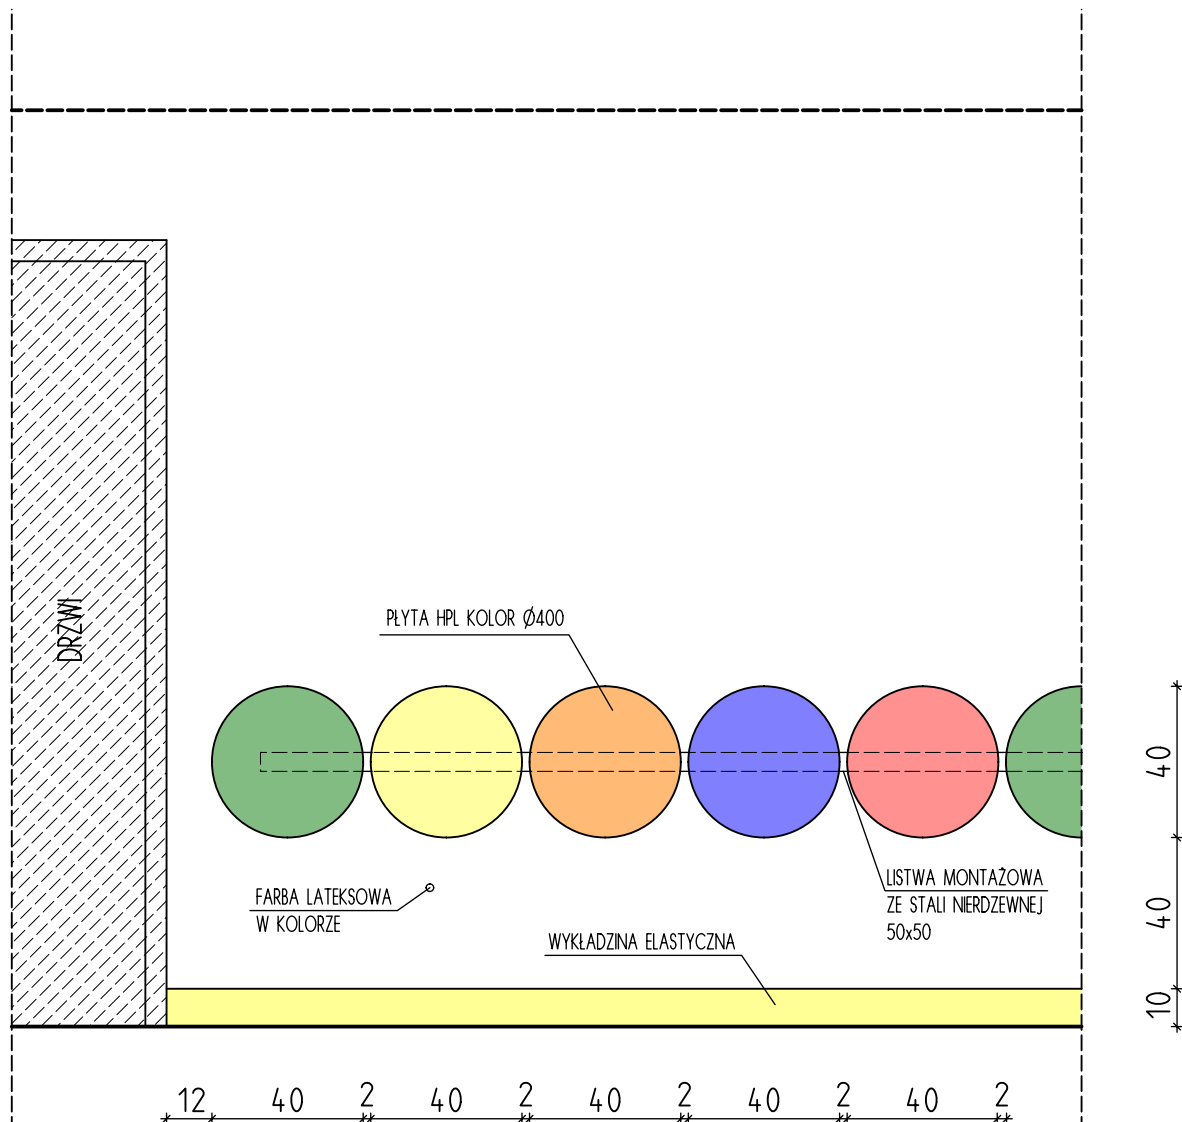 DRZWI
PŁYTA HPL KOLOR Ø400
FARBA LATEKSOWA
W KOLORZE
LISTWA MONTAŻOWA
ZE STALI NIERDZEWNEJ
50x50
WYKŁADZINA ELASTYCZNA
40
40
10
12 40 2 40 2 40 2 40 2 40 2